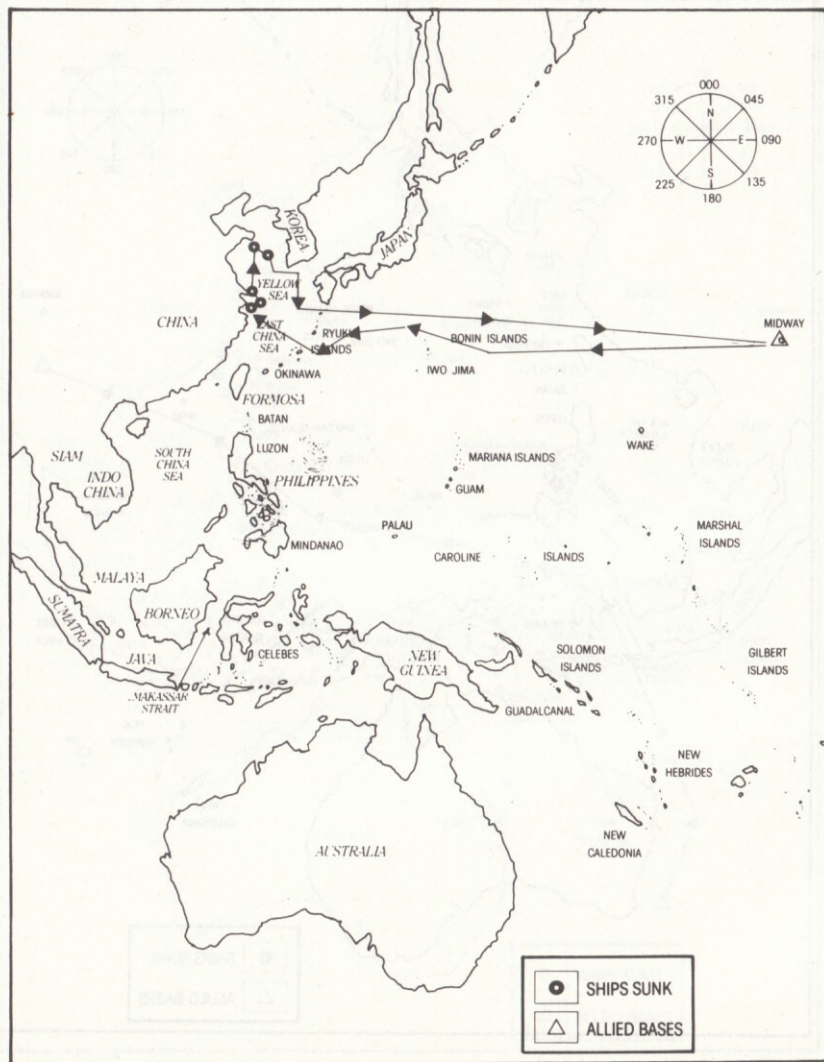 000
315
045
N
270
W
E
090
S
225
135
180
KOREA
JAPAN
YELLOW
SEA
CHINA
EAST
CHINA
SEA
RYUKU
ISLANDS
BONIN ISLANDS
MIDWAY
OKINAWA
IWO JIMA
FORMOSA
BATAN
LUZON
SIAM
INDO
CHINA
SOUTH
CHINA
SEA
PHILIPPINES
MARIANA ISLANDS
GUAM
WAKE
MINDANAO
PALAU
CAROLINE
ISLANDS
MARSHAL
ISLANDS
MALAYA
SUMATRA
BORNEO
JAVA
CELEBES
MAKASSAR
STRAIT
NEW
GUINEA
SOLOMON
ISLANDS
GILBERT
ISLANDS
GUADALCANAL
NEW
HEBRIDES
NEW
CALEDONIA
AUSTRALIA
SHIPS SUNK
ALLIED BASES